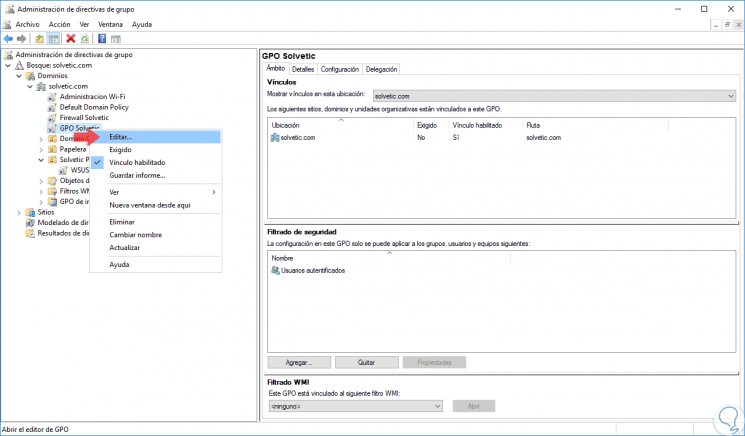 Administración de directivas de grupo
Archivo Acción Ver Ventana Ayuda
Administración de directivas de grupo
Bosque: solvetic.com
Dominios
solvetic.com
Administracion Wi-Fi
Default Domain Policy
Firewall Solvetic
GPO Solvetic
Domain
Papelera
Solvetic P
WSUS
Objetos d
Filtros WM
GPO de in
Sitios
Modelado de dire
Resultados de dir
Editar...
Exigido
Vínculo habilitado
Guardar informe...
Ver
Nueva ventana desde aquí
Eliminar
Cambiar nombre
Actualizar
Ayuda
GPO Solvetic
Ámbito Detalles Configuración Delegación
Vínculos
Mostrar vínculos en esta ubicación: solvetic.com
Los siguientes sitios, dominios y unidades organizativas están vinculados a este GPO:
Ubicación Exigido Vínculo habilitado Ruta
solvetic.com No Sí solvetic.com
Filtrado de seguridad
La configuración en este GPO solo se puede aplicar a los grupos, usuarios y equipos siguientes:
Nombre
Usuarios autentificados
Agregar... Quitar Propiedades
Filtrado WMI
Este GPO está vinculado al siguiente filtro WMI:
<ninguno> Abrir
Abrir el editor de GPO